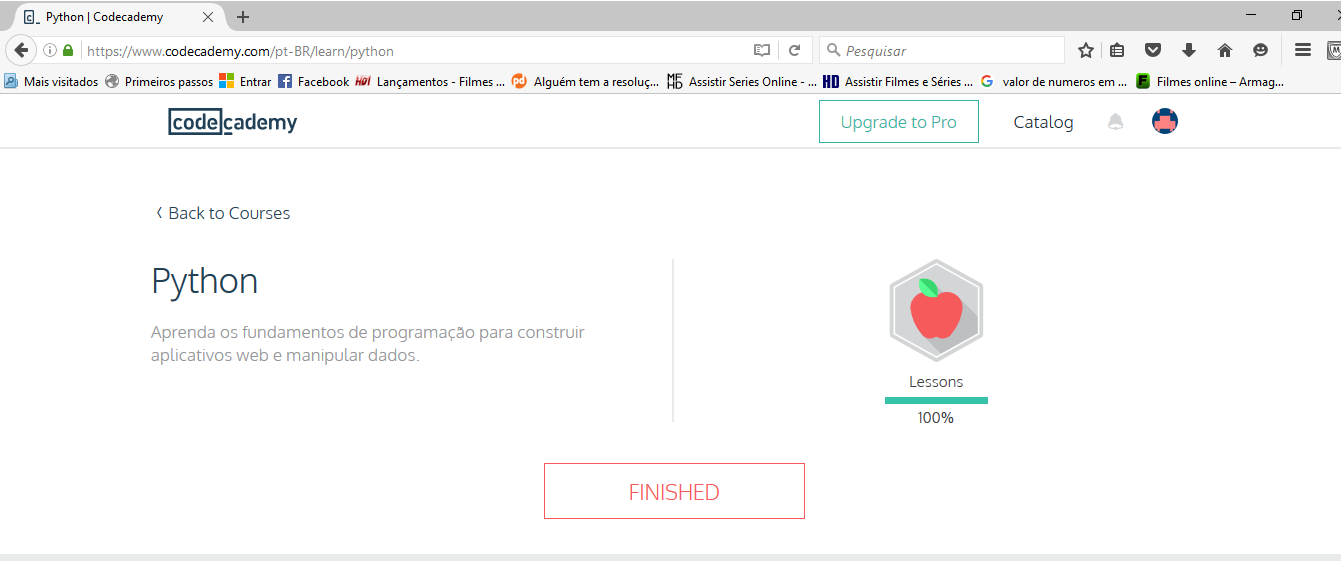 Python | Codecademy
https://www.codecademy.com/pt-BR/learn/python
Pesquisar
Mais visitados Primeiros passos Entrar Facebook Lançamentos - Filmes ... Alguém tem a resoluç... Assistir Series Online - ... Assistir Filmes e Séries ... valor de numeros em ... Filmes online – Armag...
codecademy Upgrade to Pro Catalog
Back to Courses
Python
Aprenda os fundamentos de programação para construir
aplicativos web e manipular dados.
Lessons
100%
FINISHED